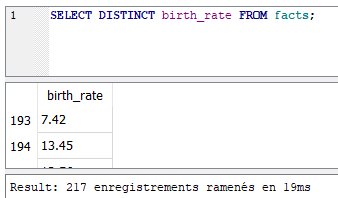 1 SELECT DISTINCT birth_rate FROM facts;
birth_rate
193 7.42
194 13.45
Result: 217 enregistrements ramenés en 19ms